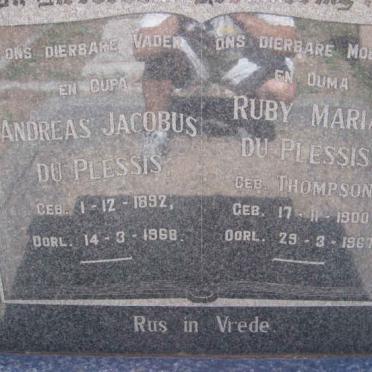 ons dierbare Vader
en Oupa
Andreas Jacobus
du Plessis.
Geb. 1-12-1892,
Oorl. 14-3-1968.
ons dierbare Mo
en Ouma
Ruby Maria
du Plessis
Geb. Thompson
Geb. 17-11-1900
Oorl. 29-3-1967
Rus in Vrede.